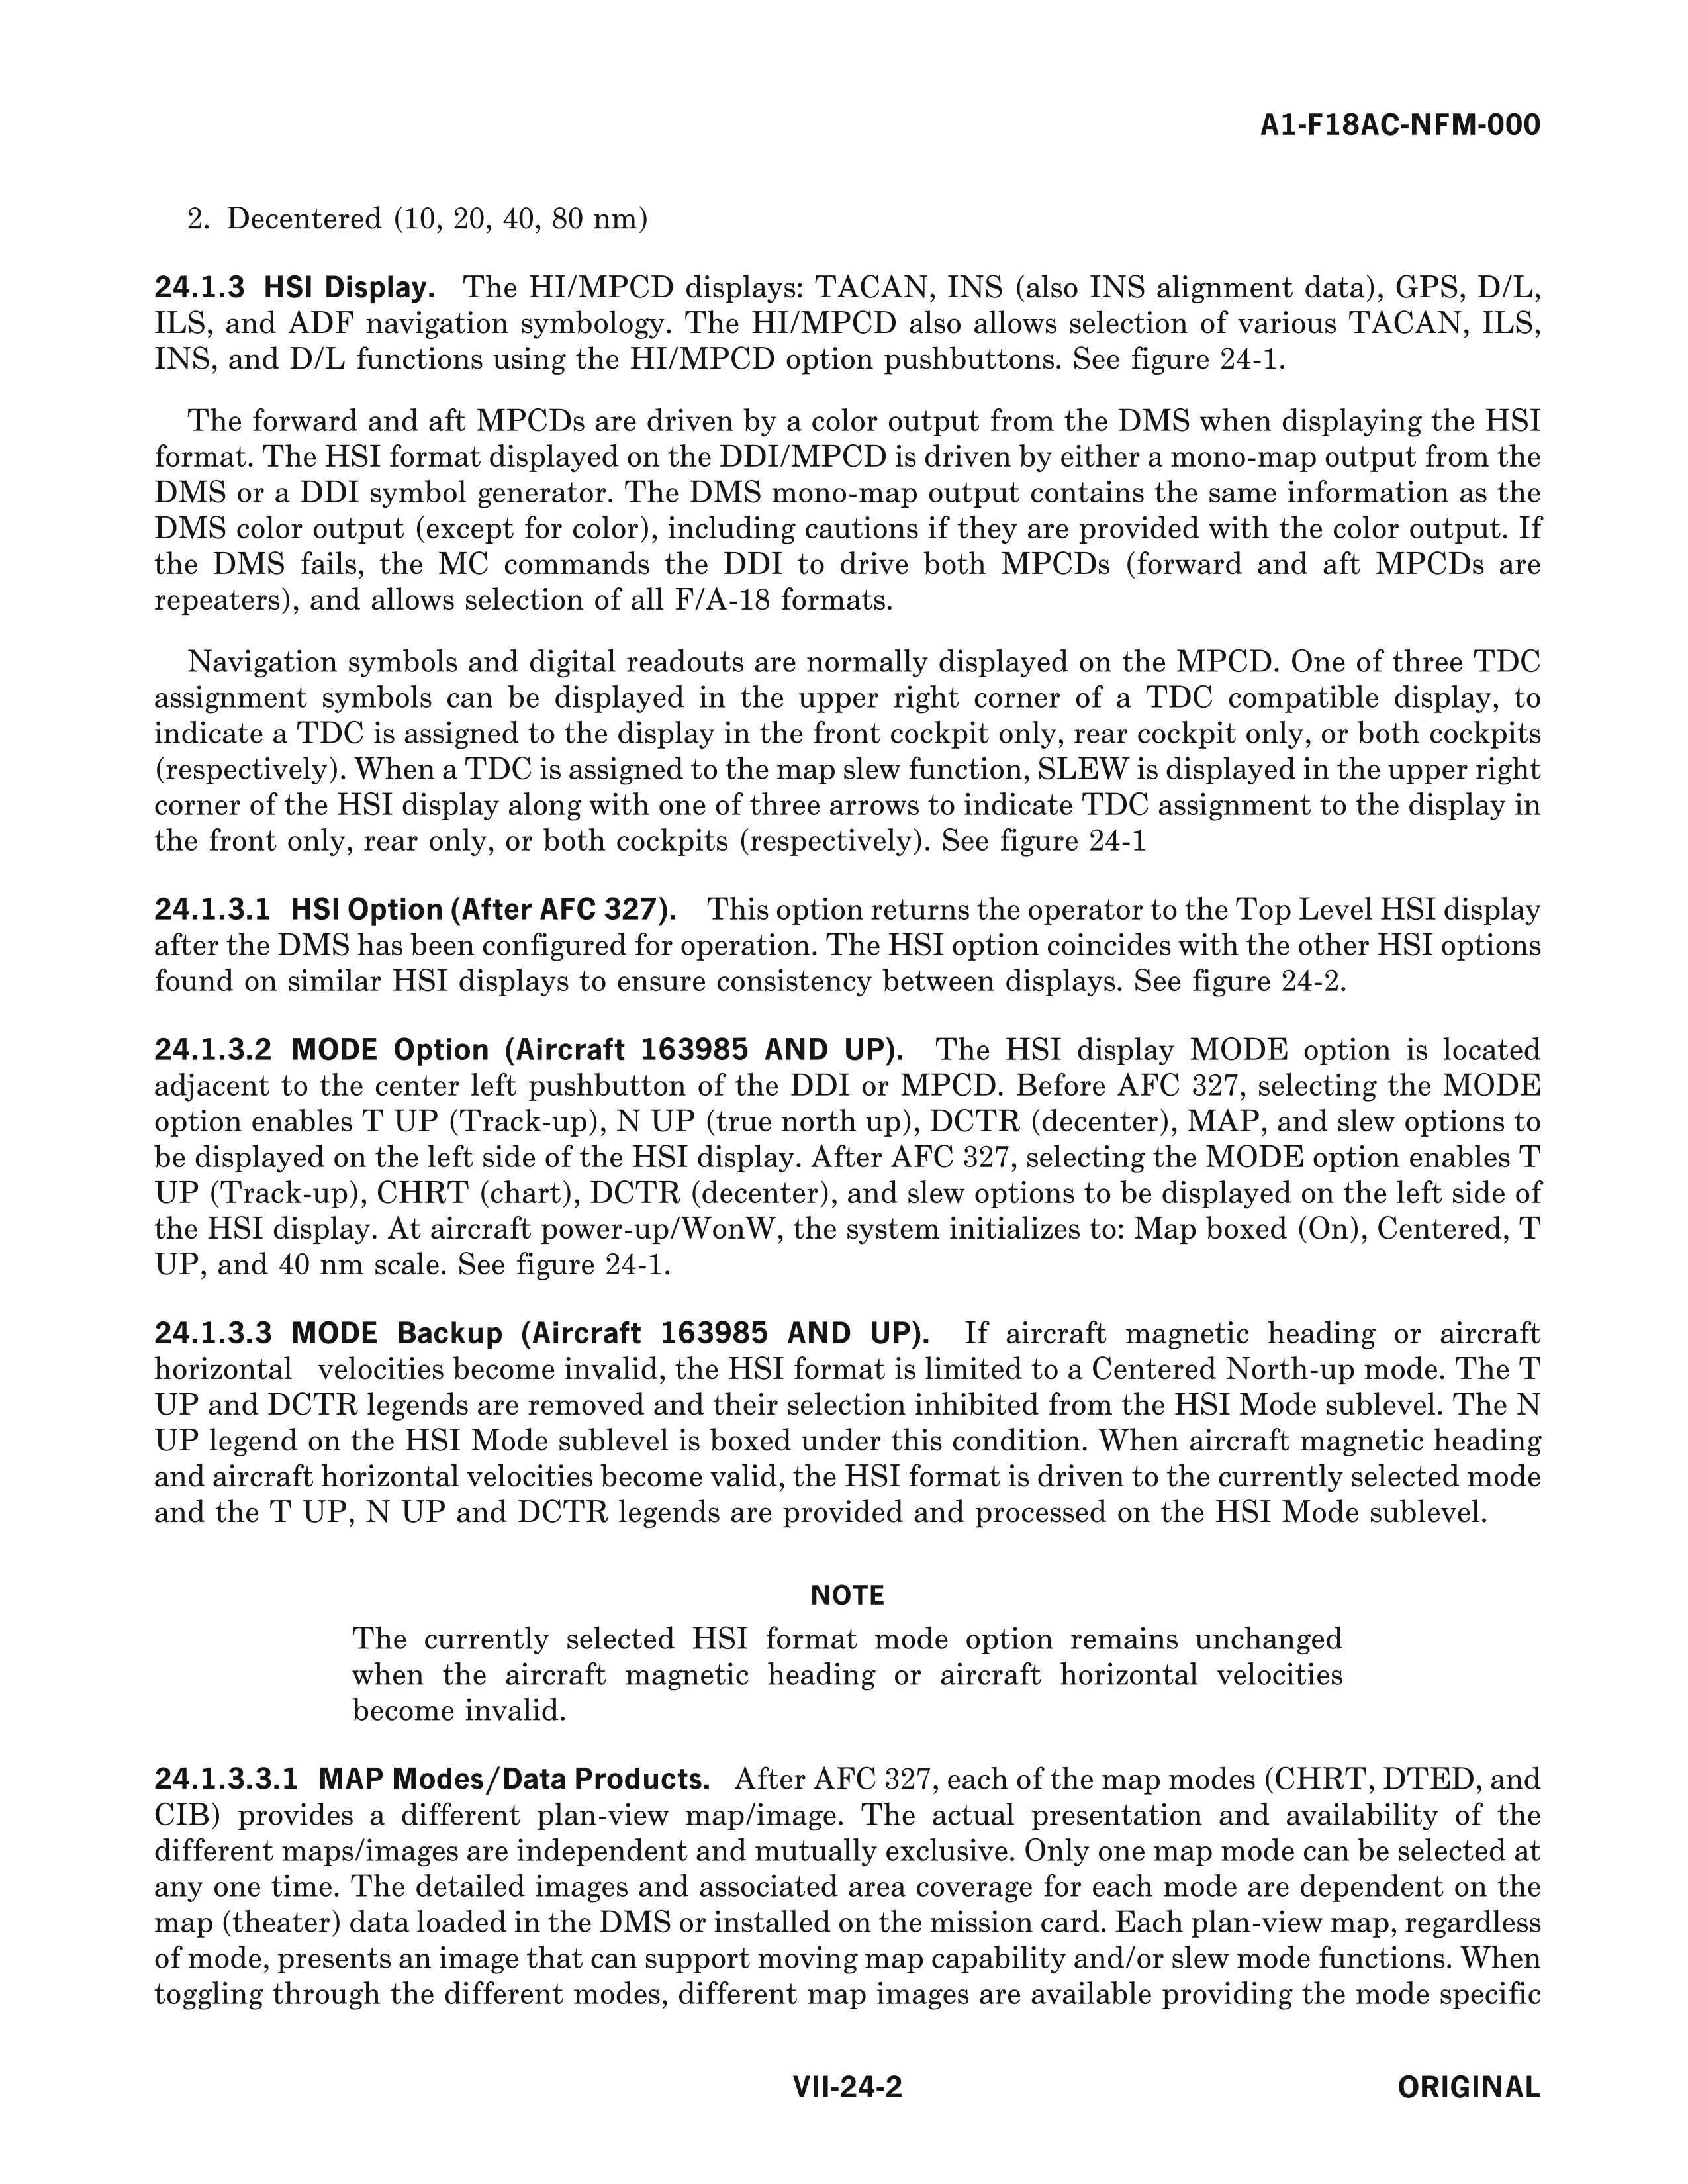 A1-F18AC-NFM-000
2. Decentered (10, 20, 40, 80 nm)
24.1.3 HSI Display. The HI/MPCD displays: TACAN, INS (also INS alignment data), GPS, D/L,
ILS, and ADF navigation symbology. The HI/MPCD also allows selection of various TACAN, ILS,
INS, and D/L functions using the HI/MPCD option pushbuttons. See figure 24-1.
The forward and aft MPCDs are driven by a color output from the DMS when displaying the HSI
format. The HSI format displayed on the DDI/MPCD is driven by either a mono-map output from the
DMS or a DDI symbol generator. The DMS mono-map output contains the same information as the
DMS color output (except for color), including cautions if they are provided with the color output. If
the DMS fails, the MC commands the DDI to drive both MPCDs (forward and aft MPCDs are
repeaters), and allows selection of all F/A-18 formats.
Navigation symbols and digital readouts are normally displayed on the MPCD. One of three TDC
assignment symbols can be displayed in the upper right corner of a TDC compatible display, to
indicate a TDC is assigned to the display in the front cockpit only, rear cockpit only, or both cockpits
(respectively). When a TDC is assigned to the map slew function, SLEW is displayed in the upper right
corner of the HSI display along with one of three arrows to indicate TDC assignment to the display in
the front only, rear only, or both cockpits (respectively). See figure 24-1
24.1.3.1 HSI Option (After AFC 327). This option returns the operator to the Top Level HSI display
after the DMS has been configured for operation. The HSI option coincides with the other HSI options
found on similar HSI displays to ensure consistency between displays. See figure 24-2.
24.1.3.2 MODE Option (Aircraft 163985 AND UP). The HSI display MODE option is located
adjacent to the center left pushbutton of the DDI or MPCD. Before AFC 327, selecting the MODE
option enables T UP (Track-up), N UP (true north up), DCTR (decenter), MAP, and slew options to
be displayed on the left side of the HSI display. After AFC 327, selecting the MODE option enables T
UP (Track-up), CHRT (chart), DCTR (decenter), and slew options to be displayed on the left side of
the HSI display. At aircraft power-up/WonW, the system initializes to: Map boxed (On), Centered, T
UP, and 40 nm scale. See figure 24-1.
24.1.3.3 MODE Backup (Aircraft 163985 AND UP). If aircraft magnetic heading or aircraft
horizontal velocities become invalid, the HSI format is limited to a Centered North-up mode. The T
UP and DCTR legends are removed and their selection inhibited from the HSI Mode sublevel. The N
UP legend on the HSI Mode sublevel is boxed under this condition. When aircraft magnetic heading
and aircraft horizontal velocities become valid, the HSI format is driven to the currently selected mode
and the T UP, N UP and DCTR legends are provided and processed on the HSI Mode sublevel.
NOTE
The currently selected HSI format mode option remains unchanged
when the aircraft magnetic heading or aircraft horizontal velocities
become invalid.
24.1.3.3.1 MAP Modes/Data Products. After AFC 327, each of the map modes (CHRT, DTED, and
CIB) provides a different plan-view map/image. The actual presentation and availability of the
different maps/images are independent and mutually exclusive. Only one map mode can be selected at
any one time. The detailed images and associated area coverage for each mode are dependent on the
map (theater) data loaded in the DMS or installed on the mission card. Each plan-view map, regardless
of mode, presents an image that can support moving map capability and/or slew mode functions. When
toggling through the different modes, different map images are available providing the mode specific
VII-24-2
ORIGINAL